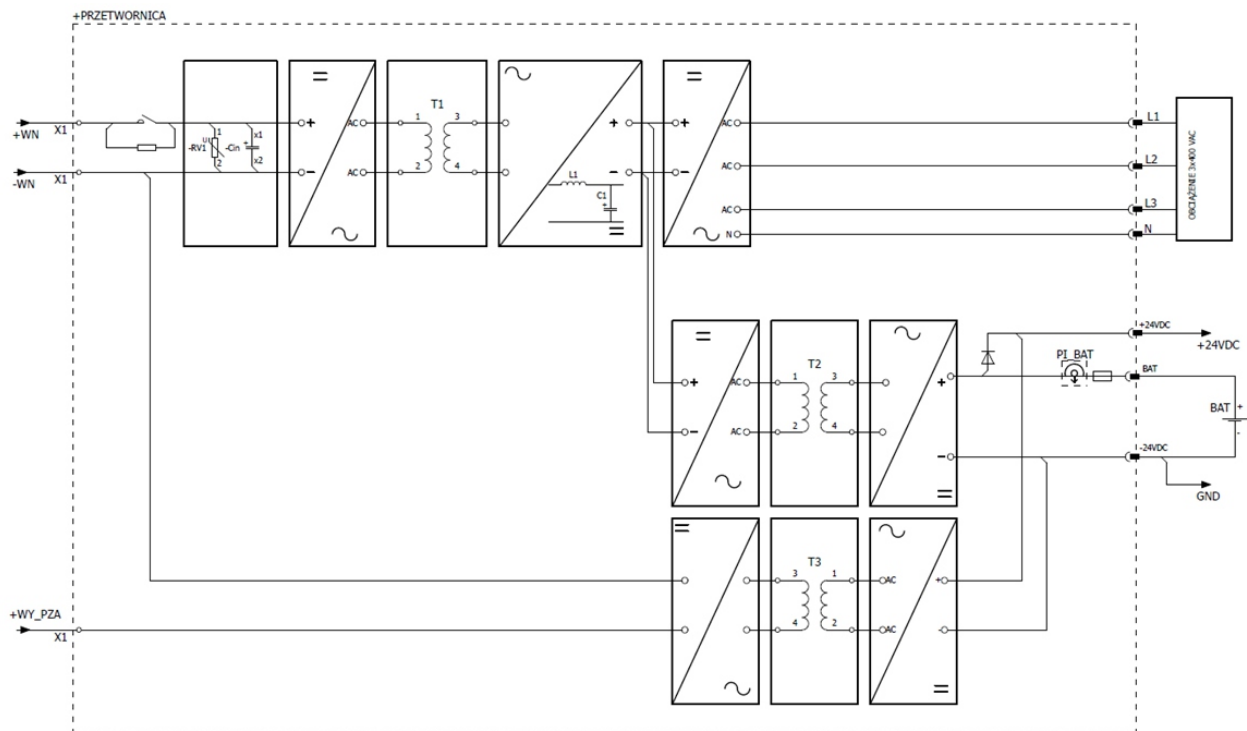 +PRZETWORNICA
+WN
X1
-WN
X1
-RV1
U
1
2
-Cin
+
x1
x2
+
-
AC
AC
T1
1
2
3
4
L1
C1
+
+
-
+
-
AC
AC
AC
N
L1
L2
L3
N
OBCIĄŻENIE 3x400 VAC
+
-
AC
AC
T2
1
2
3
4
+
-
PI_BAT
+24VDC
+24VDC
BAT
BAT
+
-
-24VDC
GND
+WY_PZA
X1
T3
3
4
1
2
AC
AC
+
-